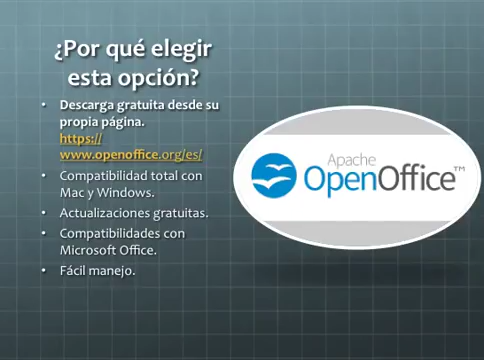 ¿Por qué elegir
esta opción?
• Descarga gratuita desde su
propia página.
https://
www.openoffice.org/es/
• Compatibilidad total con
Mac y Windows.
• Actualizaciones gratuitas.
• Compatibilidades con
Microsoft Office.
• Fácil manejo.
Apache
OpenOffice™